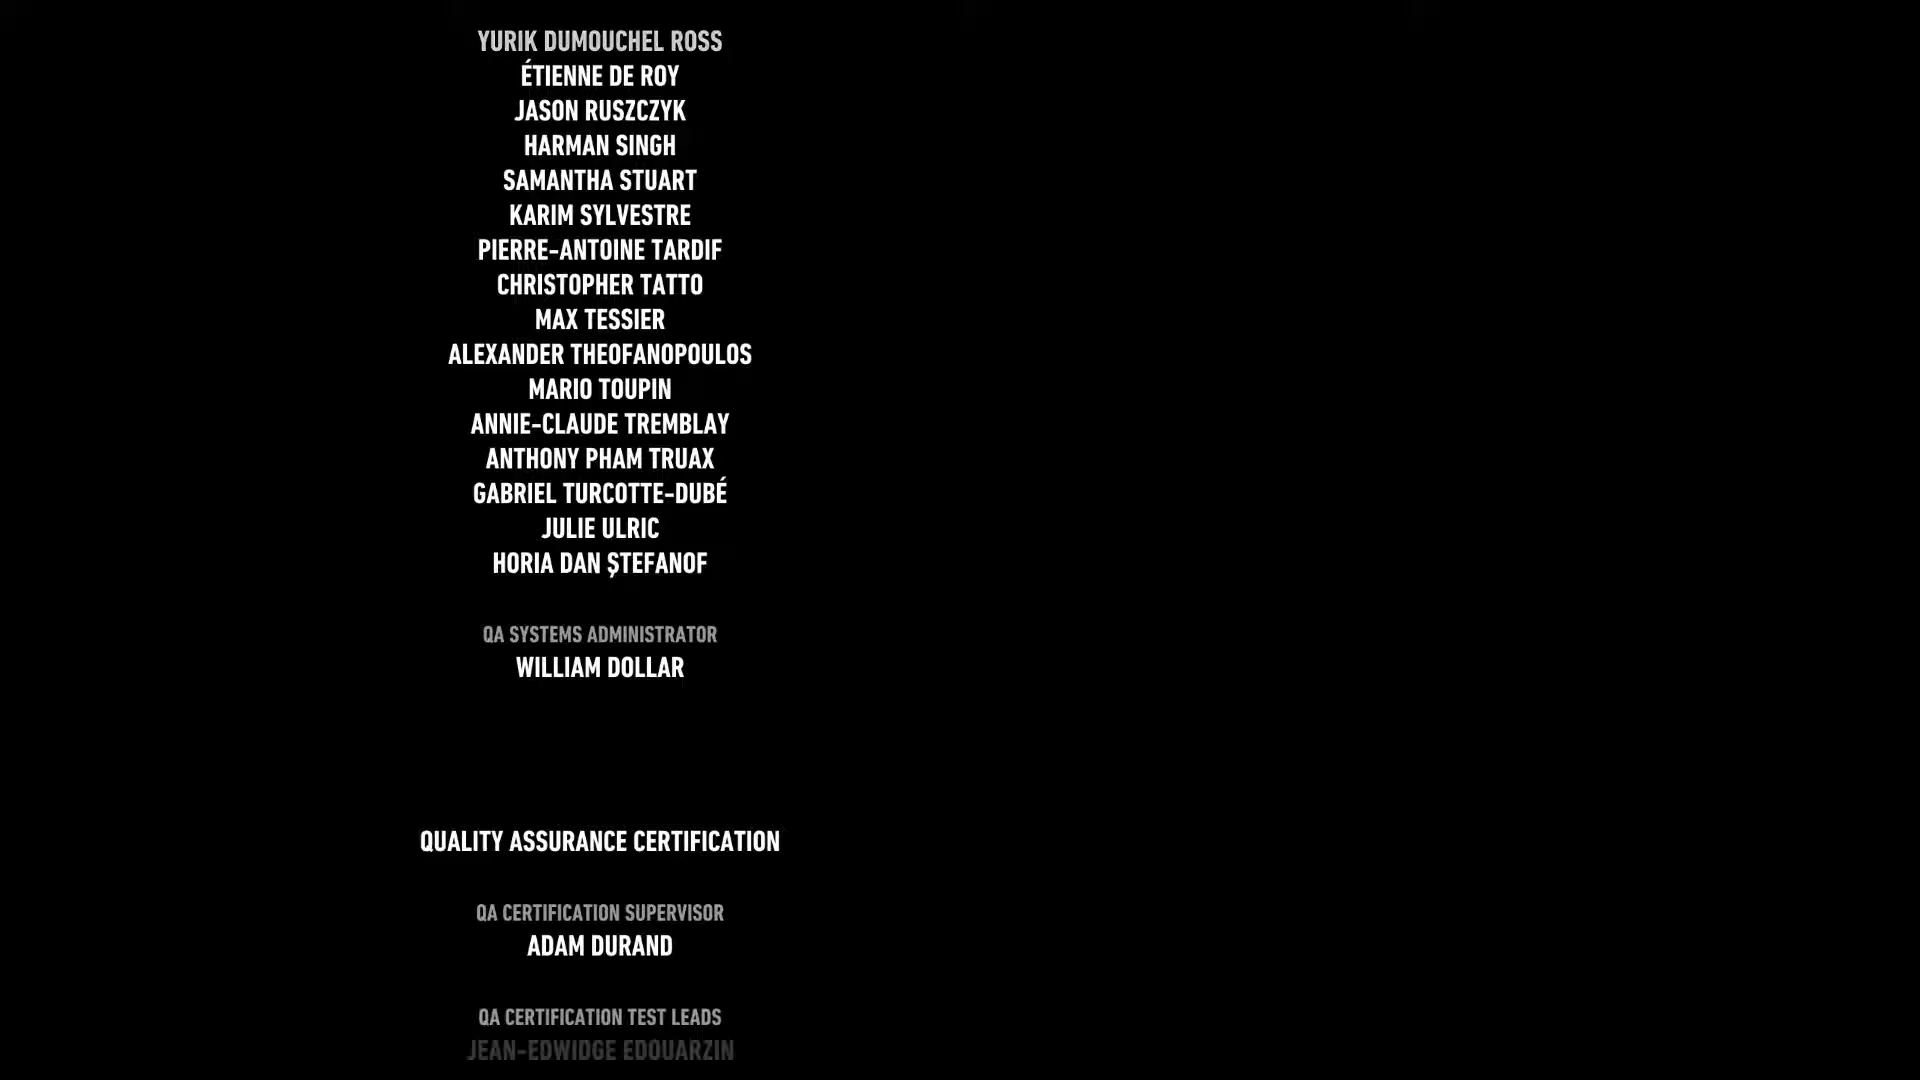 YURIK DUMOUCHEL ROSS
ÉTIENNE DE ROY
JASON RUSZCZYK
HARMAN SINGH
SAMANTHA STUART
KARIM SYLVESTRE
PIERRE-ANTOINE TARDIF
CHRISTOPHER TATTO
MAX TESSIER
ALEXANDER THEOFANOPOULOS
MARIO TOUPIN
ANNIE-CLAUDE TREMBLAY
ANTHONY PHAM TRUAX
GABRIEL TURCOTTE-DUBÉ
JULIE ULRIC
HORIA DAN ŞTEFANOF
QA SYSTEMS ADMINISTRATOR
WILLIAM DOLLAR
QUALITY ASSURANCE CERTIFICATION
QA CERTIFICATION SUPERVISOR
ADAM DURAND
QA CERTIFICATION TEST LEADS
JEAN-EDWIDGE EDOUARZIN